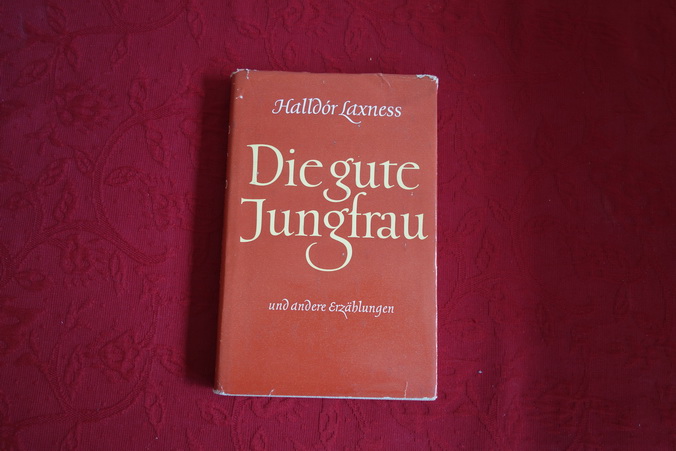 Halldór Laxness
Die gute
Jungfrau
und andere Erzählungen